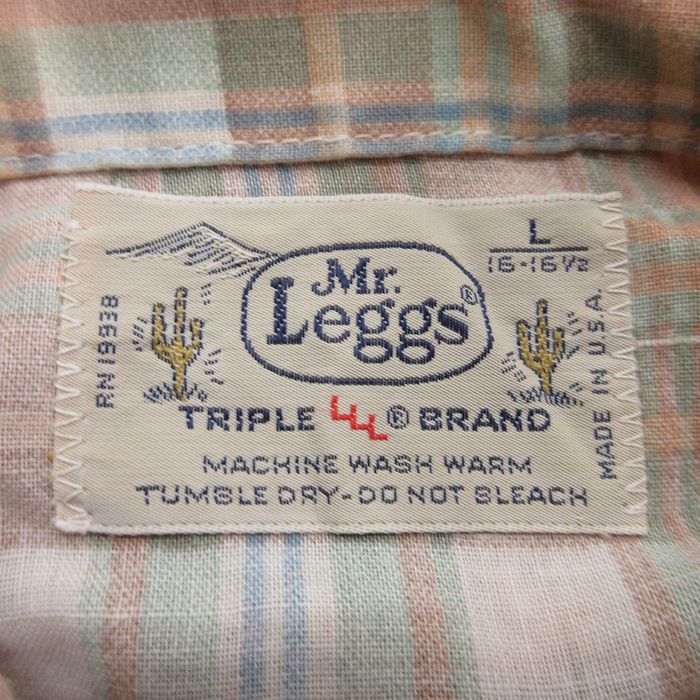 Mr.
Leggs®
L
16-16½
RN 19938
MADE IN U.S.A.
TRIPLE LLL® BRAND
MACHINE WASH WARM
TUMBLE DRY-DO NOT BLEACH